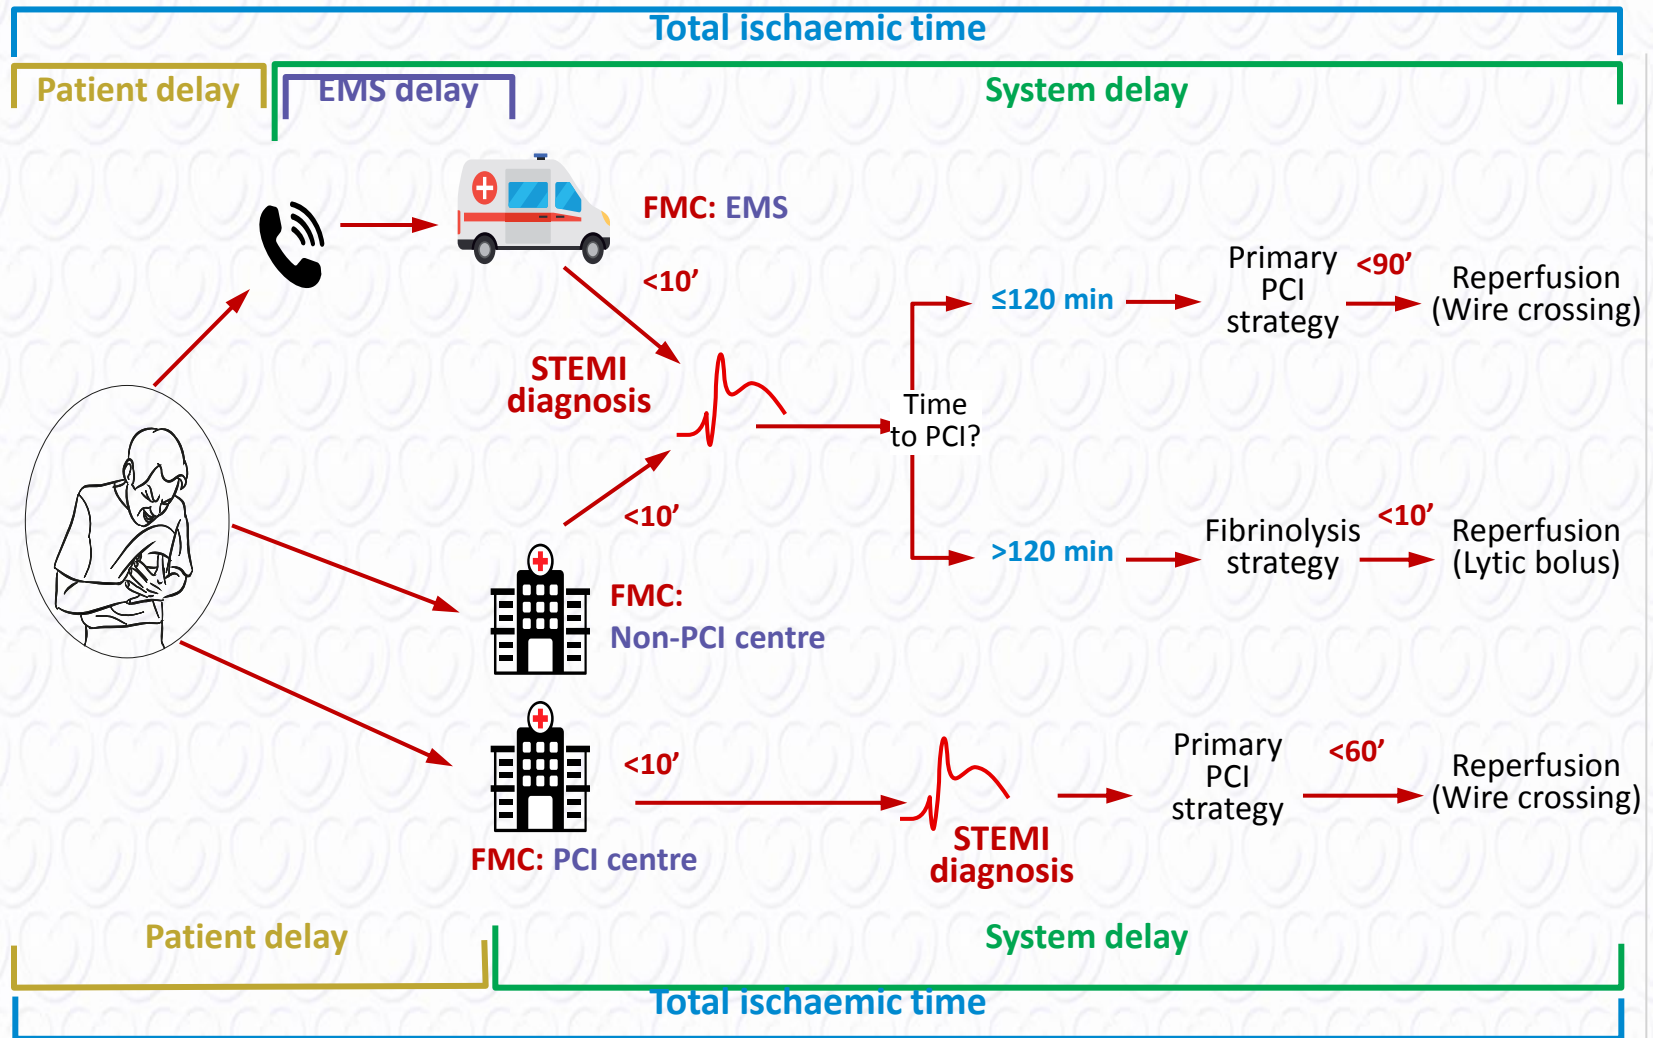 Total ischaemic time
Patient delay
EMS delay
System delay
FMC: EMS
<10’
STEMI
diagnosis
<10’
Time
to PCI?
≤120 min
Primary
PCI
strategy
<90’
Reperfusion
(Wire crossing)
>120 min
Fibrinolysis
strategy
<10’
Reperfusion
(Lytic bolus)
FMC:
Non-PCI centre
<10’
FMC: PCI centre
STEMI
diagnosis
Primary
PCI
strategy
<60’
Reperfusion
(Wire crossing)
Patient delay
System delay
Total ischaemic time